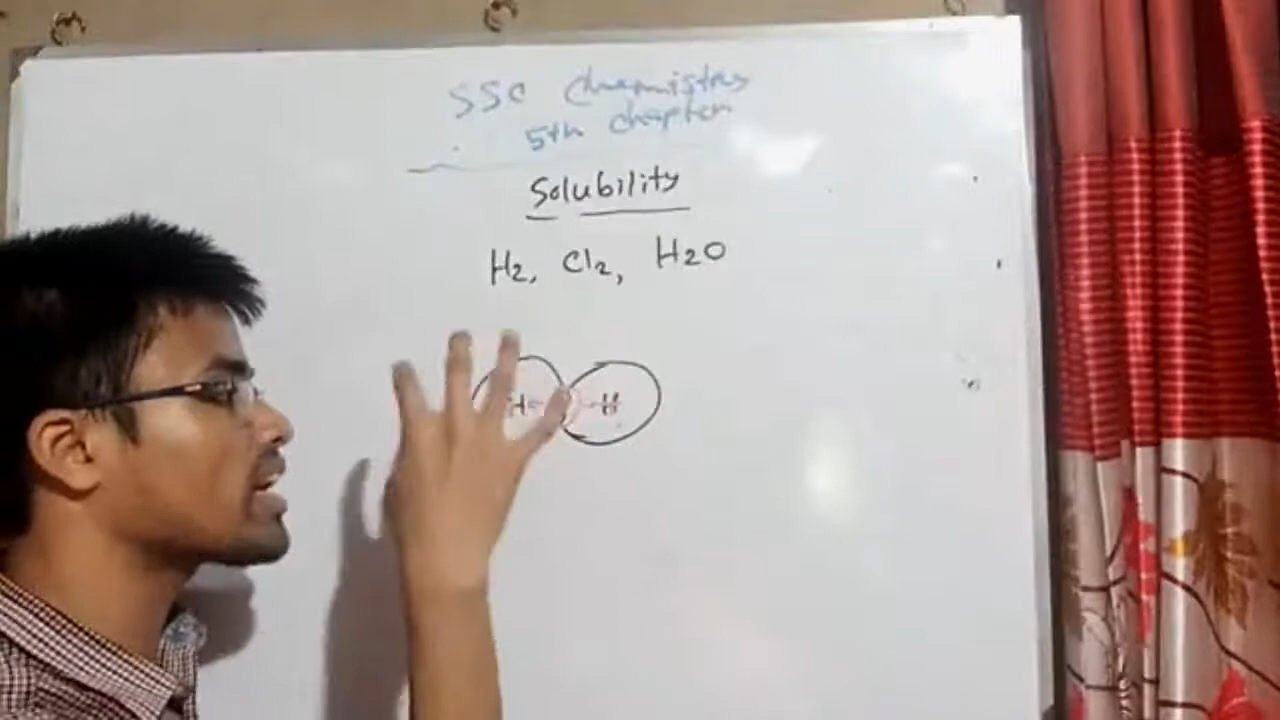 SSC Chemistry
5th chapter
Solubility
H2, Cl2, H2O
H H